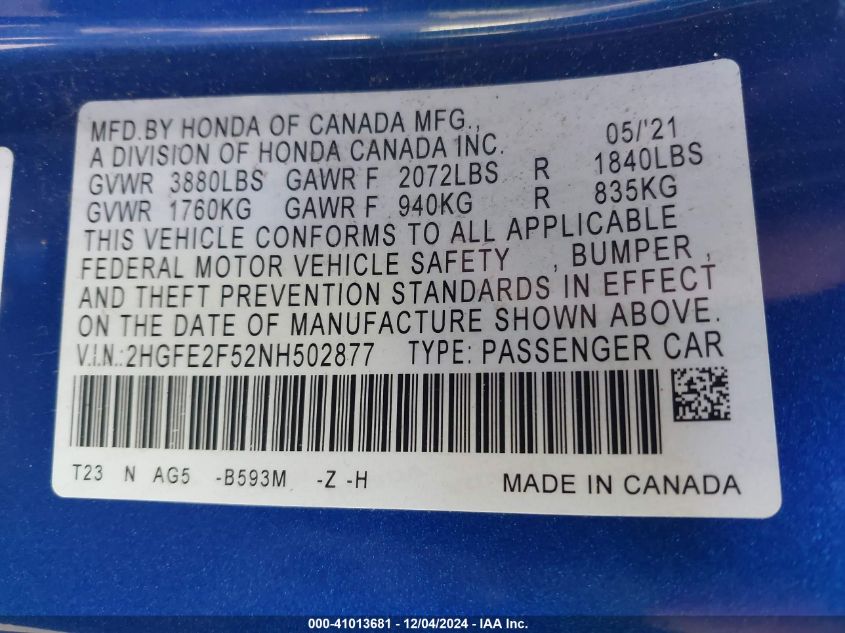 MFD.BY HONDA OF CANADA MFG., 05/'21
A DIVISION OF HONDA CANADA INC.
GVWR 3880LBS GAWR F 2072LBS R 1840LBS
GVWR 1760KG GAWR F 940KG R 835KG
THIS VEHICLE CONFORMS TO ALL APPLICABLE
FEDERAL MOTOR VEHICLE SAFETY , BUMPER ,
AND THEFT PREVENTION STANDARDS IN EFFECT
ON THE DATE OF MANUFACTURE SHOWN ABOVE.
V.I.N.:2HGFE2F52NH502877 TYPE: PASSENGER CAR
T23 N AG5 -B593M -Z -H MADE IN CANADA
000-41013681 - 12/04/2024 - IAA Inc.